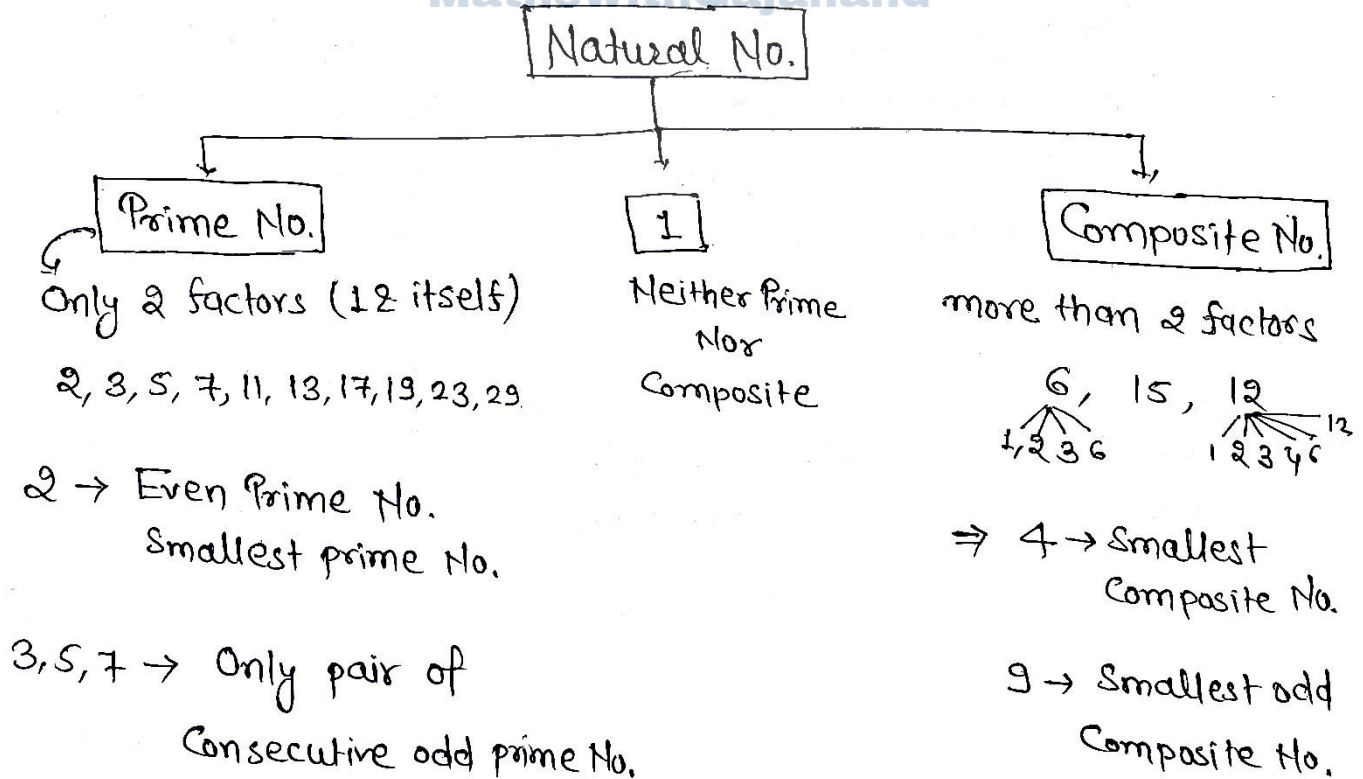 Natural No.
Prime No.
Only 2 factors (1 & itself)
2, 3, 5, 7, 11, 13, 17, 19, 23, 29
2 → Even Prime No.
Smallest prime No.
3, 5, 7 → Only pair of
Consecutive odd prime No.
1
Neither Prime
Nor
Composite
Composite No.
more than 2 factors
6, 15, 12
1, 2 3 6
1 2 3 4 6 12
⇒ 4 → Smallest
Composite No.
9 → Smallest odd
Composite No.